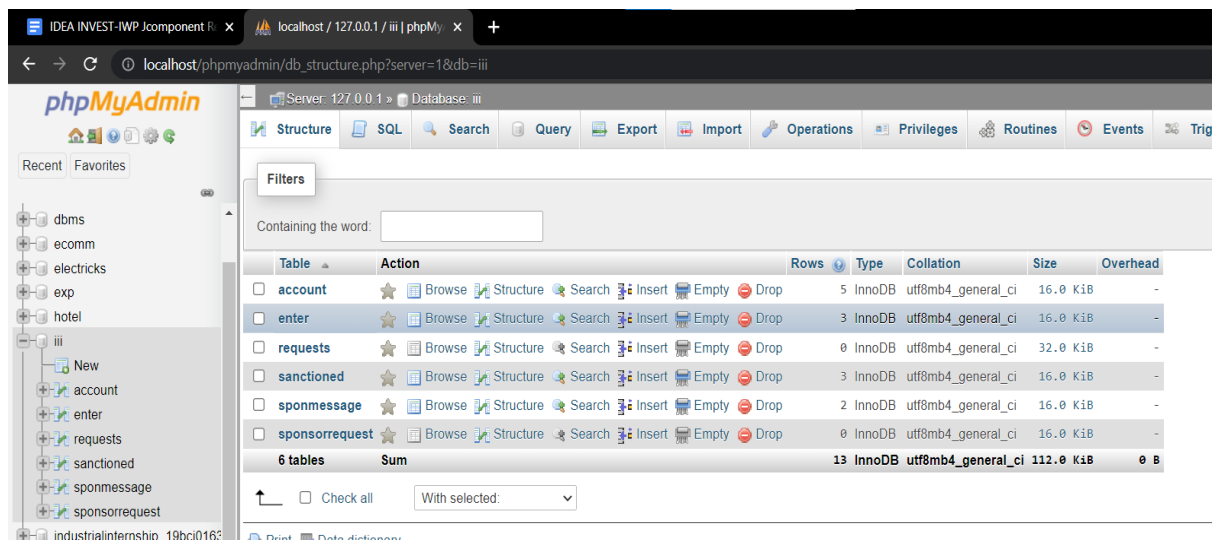 IDEA INVEST-IWP Jcomponent R
localhost / 127.0.0.1 / iii | phpMy
localhost/phpmyadmin/db_structure.php?server=1&db=iii
phpMyAdmin
Recent Favorites
dbms
ecomm
electricks
exp
hotel
iii
New
account
enter
requests
sanctioned
sponmessage
sponsorrequest
industrialinternship_19bci0163
Server: 127.0.0.1 » Database: iii
Structure SQL Search Query Export Import Operations Privileges Routines Events Trig
Filters
Containing the word:
Table Action Rows Type Collation Size Overhead
account Browse Structure Search Insert Empty Drop 5 InnoDB utf8mb4_general_ci 16.0 KiB -
enter Browse Structure Search Insert Empty Drop 3 InnoDB utf8mb4_general_ci 16.0 KiB -
requests Browse Structure Search Insert Empty Drop 0 InnoDB utf8mb4_general_ci 32.0 KiB -
sanctioned Browse Structure Search Insert Empty Drop 3 InnoDB utf8mb4_general_ci 16.0 KiB -
sponmessage Browse Structure Search Insert Empty Drop 2 InnoDB utf8mb4_general_ci 16.0 KiB -
sponsorrequest Browse Structure Search Insert Empty Drop 0 InnoDB utf8mb4_general_ci 16.0 KiB -
6 tables Sum 13 InnoDB utf8mb4_general_ci 112.0 KiB 0 B
Check all With selected:
Print Data dictionary